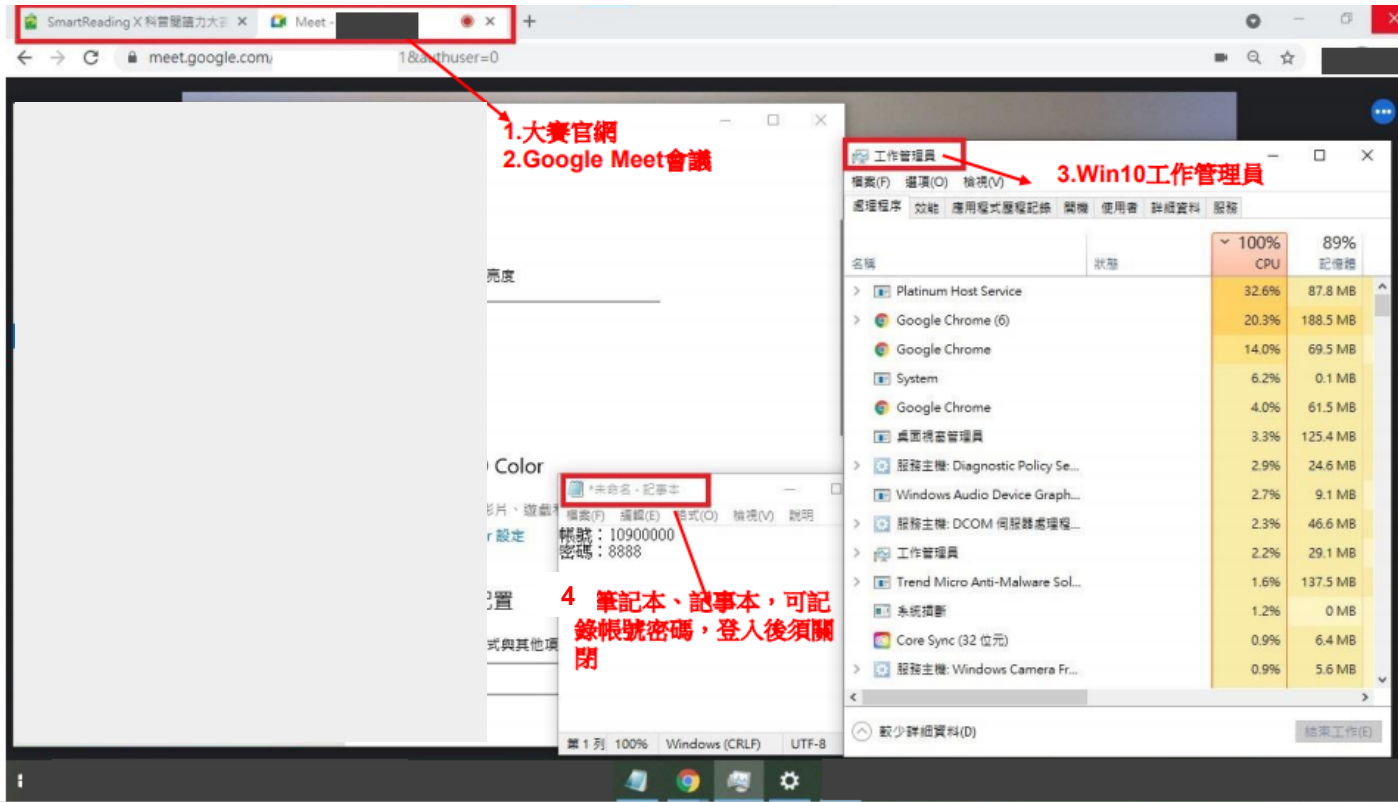 SmartReading X 科普閱讀力大
Meet -
meet.google.com/
1&authuser=0
1.大賽官網
2.Google Meet會議
工作管理員
3.Win10工作管理員
檔案(F) 選項(O) 檢視(V)
處理程序 效能 應用程式歷程記錄 開機 使用者 詳細資料 服務
100% 89%
名稱 狀態 CPU 記憶體
Platinum Host Service 32.6% 87.8 MB
Google Chrome (6) 20.3% 188.5 MB
Google Chrome 14.0% 69.5 MB
System 6.2% 0.1 MB
Google Chrome 4.0% 61.5 MB
桌面視窗管理員 3.3% 125.4 MB
服務主機: Diagnostic Policy Se... 2.9% 24.6 MB
Windows Audio Device Graph... 2.7% 9.1 MB
服務主機: DCOM 伺服器處理程... 2.3% 46.6 MB
工作管理員 2.2% 29.1 MB
Trend Micro Anti-Malware Sol... 1.6% 137.5 MB
系統插斷 1.2% 0 MB
Core Sync (32 位元) 0.9% 6.4 MB
服務主機: Windows Camera Fr... 0.9% 5.6 MB
較少詳細資料(D) 結束工作(E)
亮度
Color
影片、遊戲
r 設定
配置
式與其他項
*未命名 - 記事本
檔案(F) 編輯(E) 格式(O) 檢視(V) 說明
帳號：10900000
密碼：8888
4 筆記本、記事本，可記
錄帳號密碼，登入後須關
閉
第 1 列 100% Windows (CRLF) UTF-8